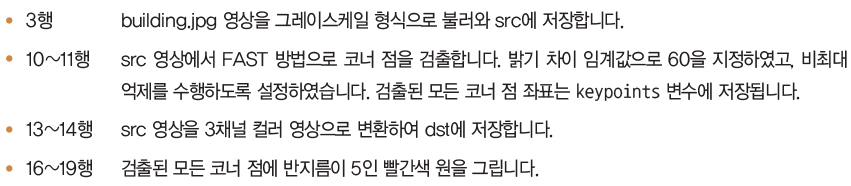 • 3행 building.jpg 영상을 그레이스케일 형식으로 불러와 src에 저장합니다.
• 10~11행 src 영상에서 FAST 방법으로 코너 점을 검출합니다. 밝기 차이 임계값으로 60을 지정하였고, 비최대
억제를 수행하도록 설정하였습니다. 검출된 모든 코너 점 좌표는 keypoints 변수에 저장됩니다.
• 13~14행 src 영상을 3채널 컬러 영상으로 변환하여 dst에 저장합니다.
• 16~19행 검출된 모든 코너 점에 반지름이 5인 빨간색 원을 그립니다.